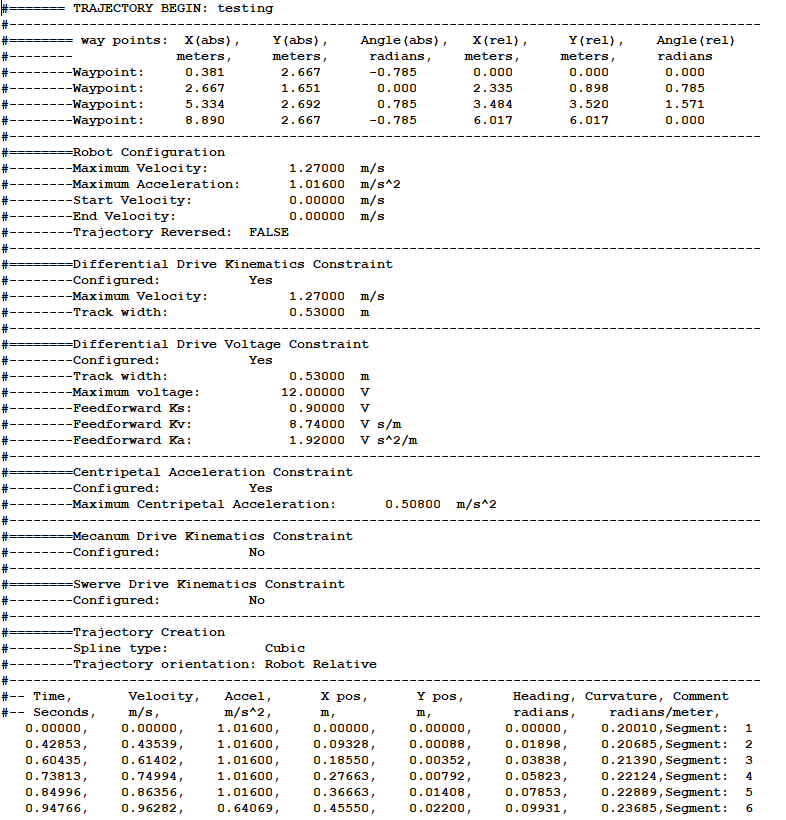 #======= TRAJECTORY BEGIN: testing
#----------------------------------------------------------------------------------------------
#======== way points:  X(abs),    Y(abs),    Angle(abs),   X(rel),      Y(rel),    Angle(rel)
#--------             meters,    meters,     radians,    meters,     meters,     radians
#--------Waypoint:     0.381       2.667      -0.785       0.000       0.000       0.000
#--------Waypoint:     2.667       1.651       0.000       2.335       0.898       0.785
#--------Waypoint:     5.334       2.692       0.785       3.484       3.520       1.571
#--------Waypoint:     8.890       2.667      -0.785       6.017       6.017       0.000
#----------------------------------------------------------------------------------------------
#========Robot Configuration
#--------Maximum Velocity:          1.27000  m/s
#--------Maximum Acceleration:      1.01600  m/s^2
#--------Start Velocity:            0.00000  m/s
#--------End Velocity:              0.00000  m/s
#--------Trajectory Reversed:  FALSE
#----------------------------------------------------------------------------------------------
#========Differential Drive Kinematics Constraint
#--------Configured:           Yes
#--------Maximum Velocity:          1.27000  m/s
#--------Track width:               0.53000  m
#----------------------------------------------------------------------------------------------
#========Differential Drive Voltage Constraint
#--------Configured:           Yes
#--------Track width:               0.53000  m
#--------Maximum voltage:          12.00000  V
#--------Feedforward Ks:            0.90000  V
#--------Feedforward Kv:            8.74000  V s/m
#--------Feedforward Ka:            1.92000  V s^2/m
#----------------------------------------------------------------------------------------------
#========Centripetal Acceleration Constraint
#--------Configured:           Yes
#--------Maximum Centripetal Acceleration:      0.50800  m/s^2
#----------------------------------------------------------------------------------------------
#========Mecanum Drive Kinematics Constraint
#--------Configured:           No
#----------------------------------------------------------------------------------------------
#========Swerve Drive Kinematics Constraint
#--------Configured:           No
#----------------------------------------------------------------------------------------------
#========Trajectory Creation
#--------Spline type:            Cubic
#--------Trajectory orientation: Robot Relative
#----------------------------------------------------------------------------------------------
#-- Time,       Velocity,   Accel,      X pos,      Y pos,      Heading, Curvature, Comment
#-- Seconds,    m/s,        m/s^2,      m,          m,          radians,    radians/meter,
   0.00000,    0.00000,    1.01600,    0.00000,    0.00000,    0.00000,    0.20010,Segment:  1
   0.42853,    0.43539,    1.01600,    0.09328,    0.00088,    0.01898,    0.20685,Segment:  2
   0.60435,    0.61402,    1.01600,    0.18550,    0.00352,    0.03838,    0.21390,Segment:  3
   0.73813,    0.74994,    1.01600,    0.27663,    0.00792,    0.05823,    0.22124,Segment:  4
   0.84996,    0.86356,    1.01600,    0.36663,    0.01408,    0.07853,    0.22889,Segment:  5
   0.94766,    0.96282,    0.64069,    0.45550,    0.02200,    0.09931,    0.23685,Segment:  6